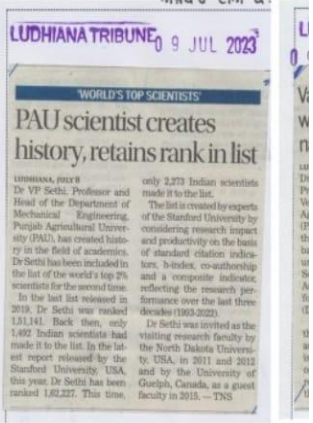 LUDHIANA TRIBUNE
0 9 JUL 2023
'WORLD'S TOP SCIENTISTS'
PAU scientist creates
history, retains rank in list
LUDHIANA, JULY 8
Dr VP Sethi, Professor and
Head of the Department of
Mechanical Engineering,
Punjab Agricultural Univer-
sity (PAU), has created histo-
ry in the field of academics.
Dr Sethi has been included in
the list of the world's top 2%
scientists for the second time.
In the last list released in
2019, Dr Sethi was ranked
1,51,141. Back then, only
1,492 Indian scientists had
made it to the list. In the lat-
est report released by the
Stanford University, USA,
this year, Dr Sethi has been
ranked 1,62,227. This time,
only 2,273 Indian scientists
made it to the list.
The list is created by experts
of the Stanford University by
considering research impact
and productivity on the basis
of standard citation indica-
tors, h-index, co-authorship
and a composite indicator,
reflecting the research per-
formance over the last three
decades (1993-2022).
Dr Sethi was invited as the
visiting research faculty by
the North Dakota Universi-
ty, USA, in 2011 and 2012
and by the University of
Guelph, Canada, as a guest
faculty in 2015. — TNS